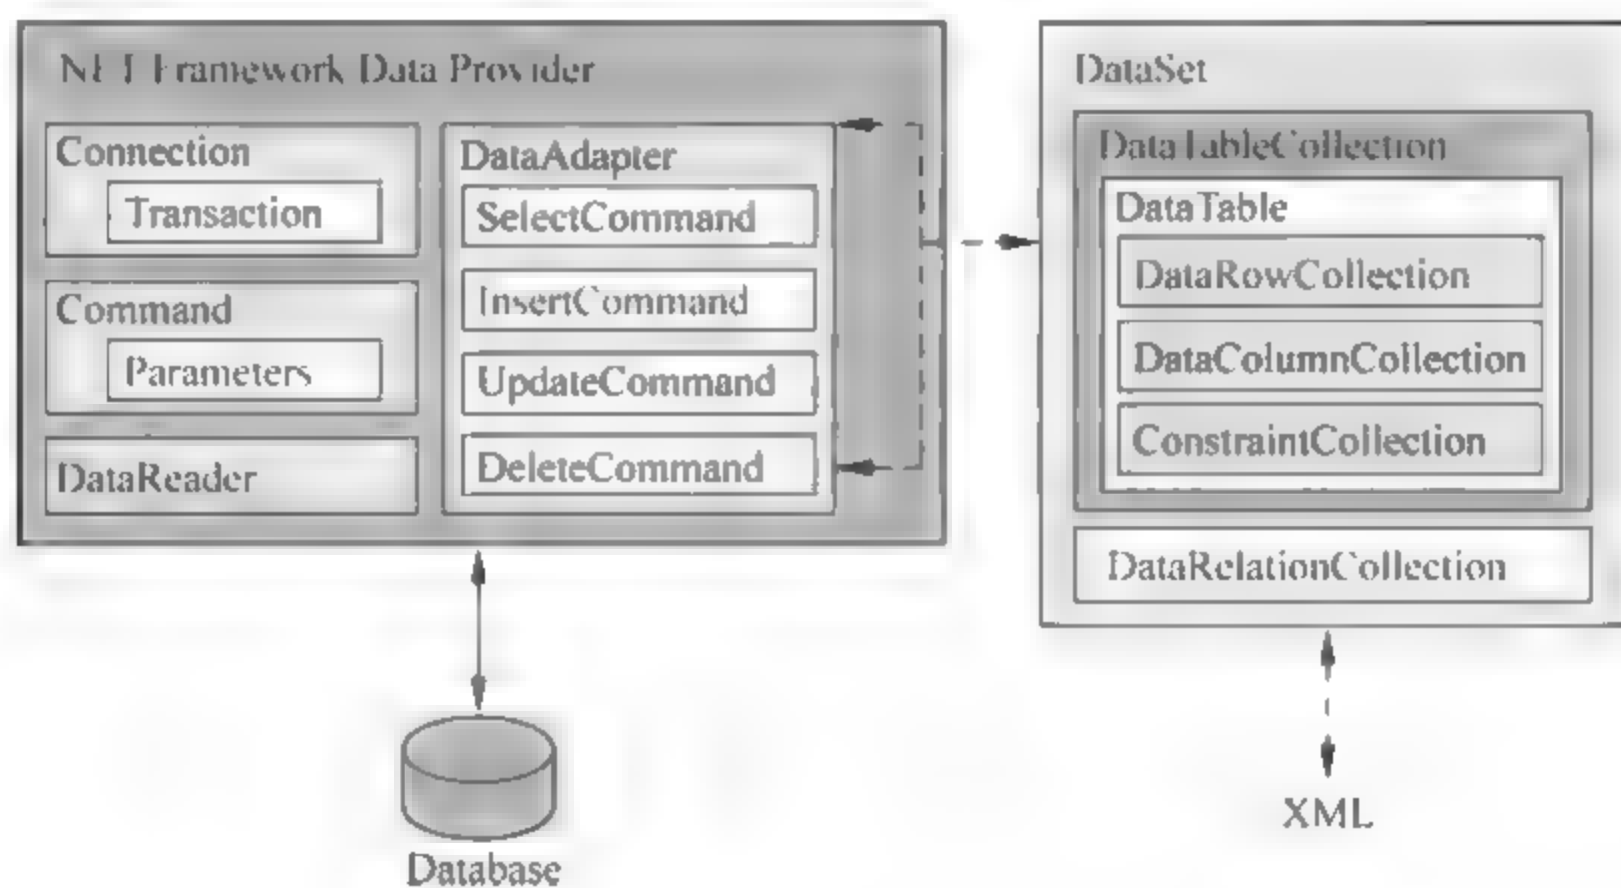 .NET Framework Data Provider
Connection
Transaction
Command
Parameters
DataReader
DataAdapter
SelectCommand
InsertCommand
UpdateCommand
DeleteCommand
Database
DataSet
DataTableCollection
DataTable
DataRowCollection
DataColumnCollection
ConstraintCollection
DataRelationCollection
XML